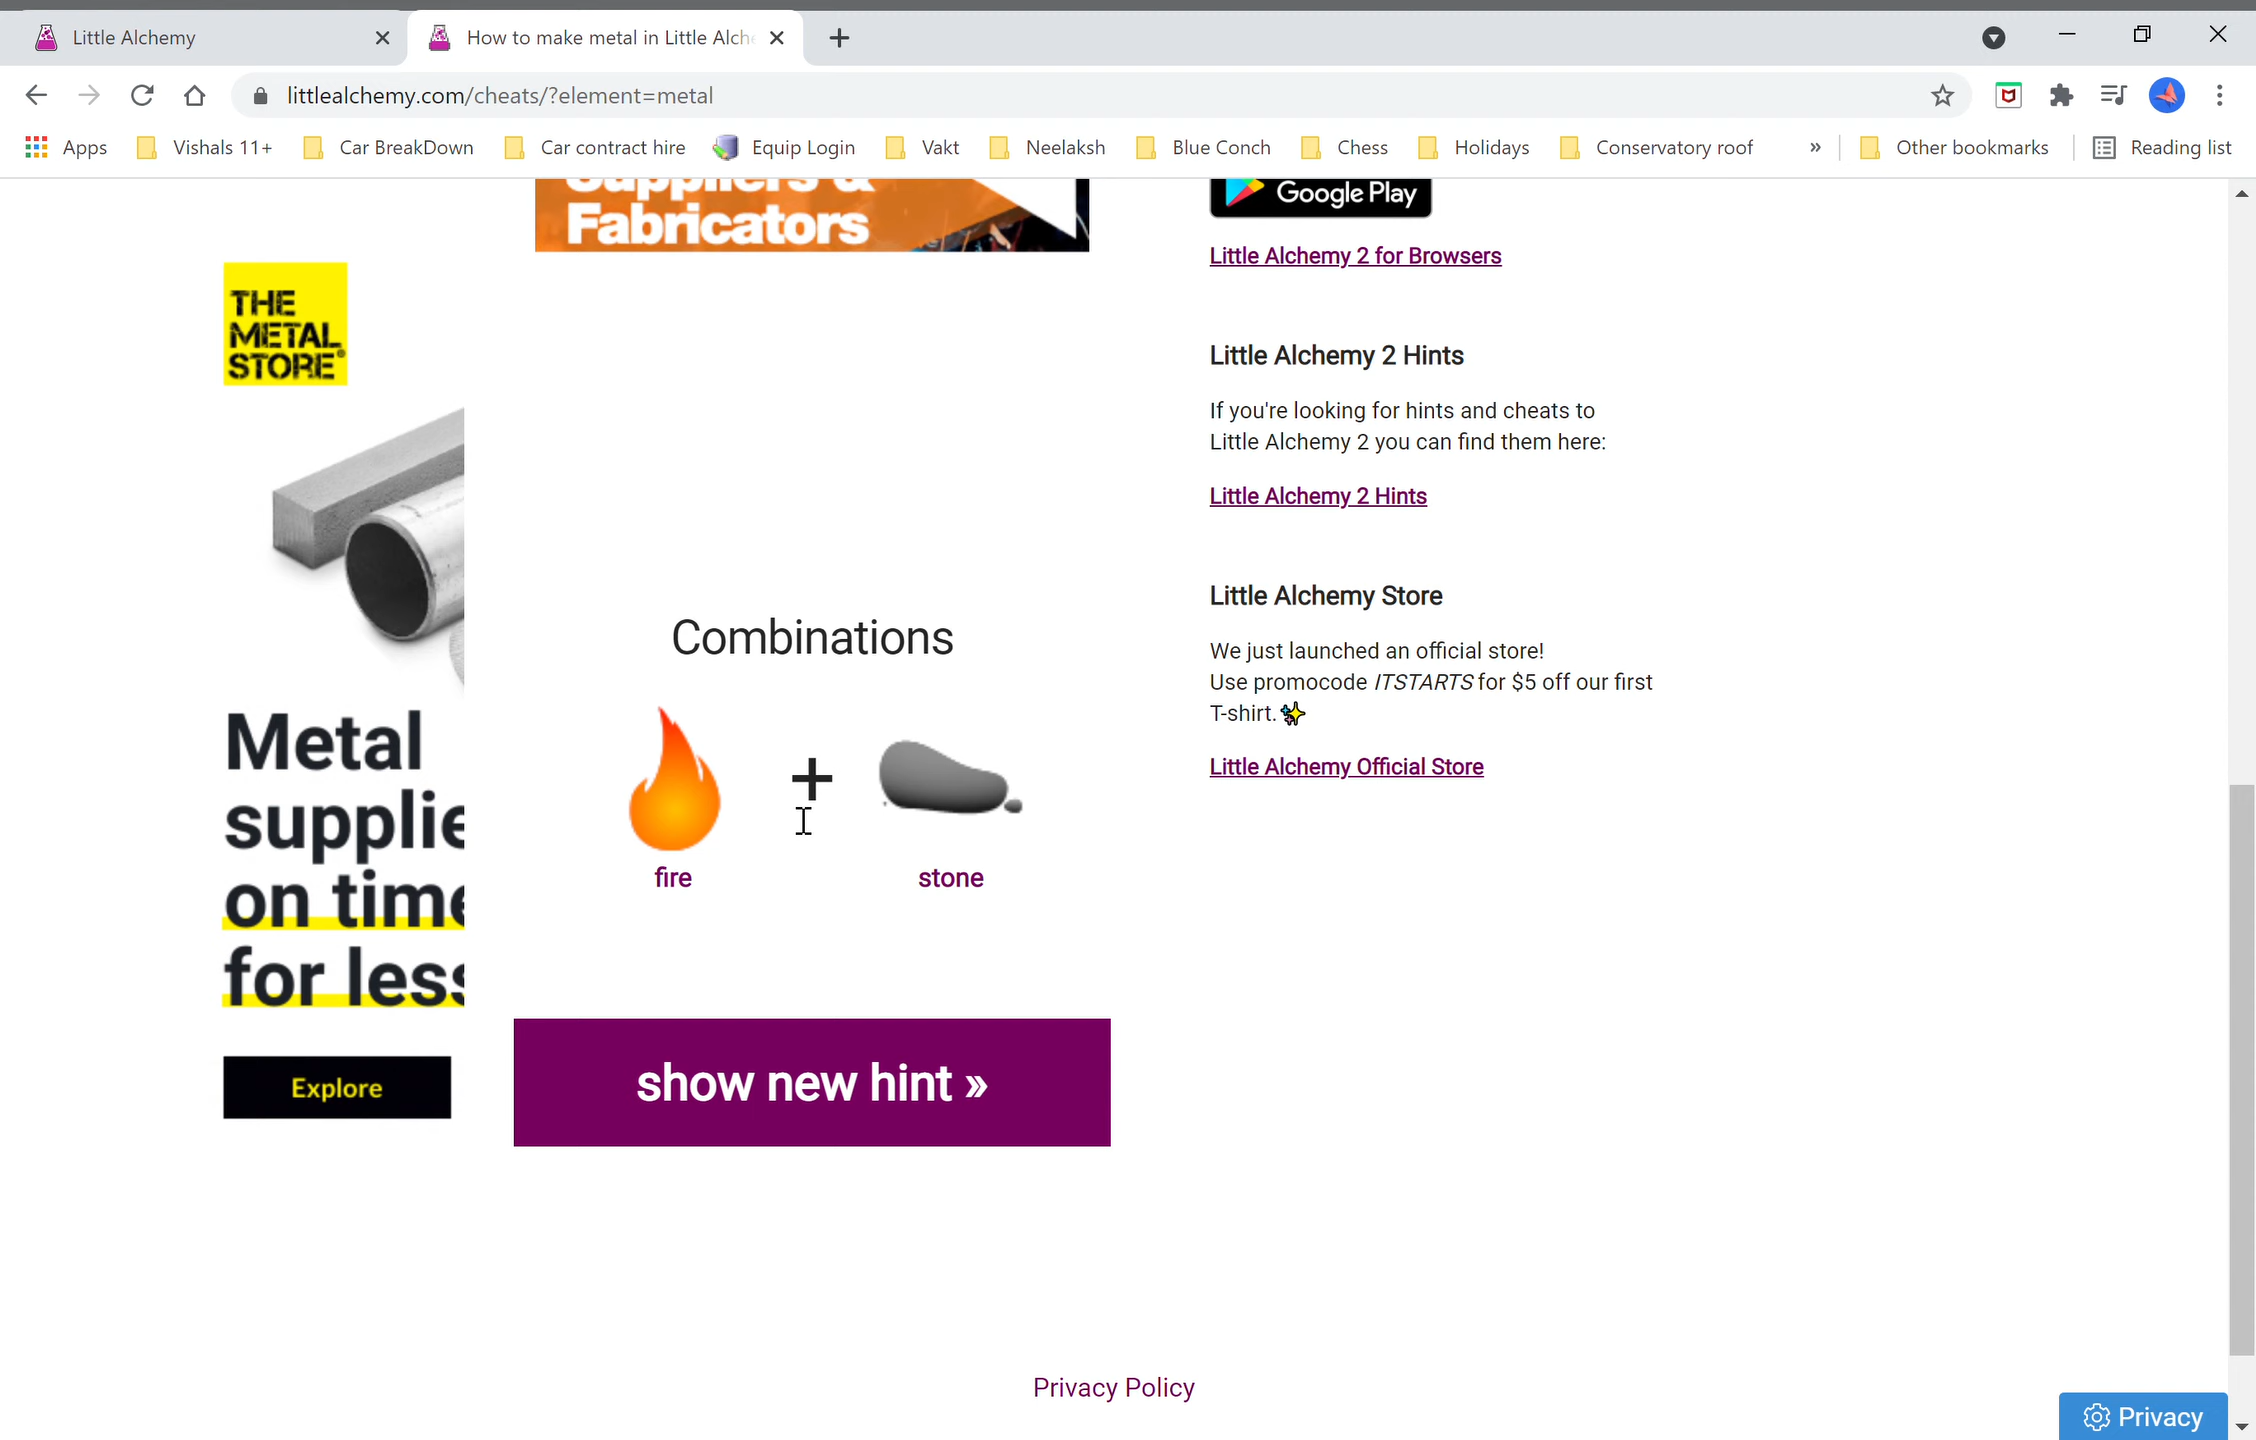 Little Alchemy
How to make metal in Little Alch
littlealchemy.com/cheats/?element=metal
Apps
Vishals 11+
Car BreakDown
Car contract hire
Equip Login
Vakt
Neelaksh
Blue Conch
Chess
Holidays
Conservatory roof
»
Other bookmarks
Reading list
Suppliers &
Fabricators
THE
METAL
STORE®
Metal
supplie
on time
for less
Explore
Combinations
+
fire
stone
show new hint »
Google Play
Little Alchemy 2 for Browsers
Little Alchemy 2 Hints
If you're looking for hints and cheats to
Little Alchemy 2 you can find them here:
Little Alchemy 2 Hints
Little Alchemy Store
We just launched an official store!
Use promocode ITSTARTS for $5 off our first
T-shirt. ✨
Little Alchemy Official Store
Privacy Policy
Privacy